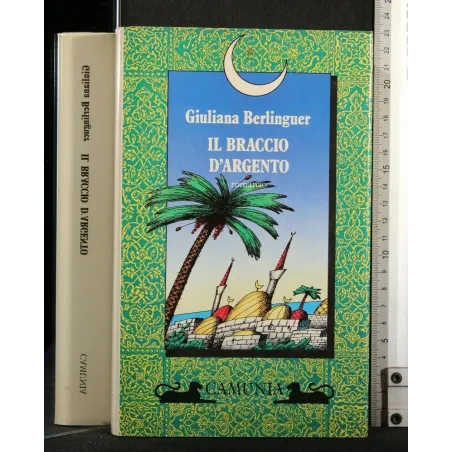 Giuliana Berlinguer
IL BRACCIO
D'ARGENTO
romanzo
CAMUNIA
Giuliana Berlinguer IL BRACCIO D'ARGENTO
CAMUNIA